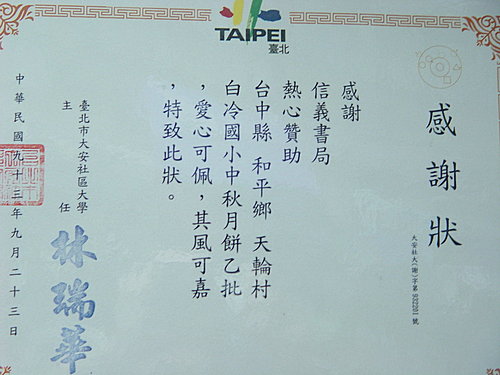 TAIPEI
臺北
感謝狀
大安社大(謝)字第 932201 號
感謝
信義書局
熱心贊助
台中縣 和平鄉 天輪村
白冷國小中秋月餅乙批
,愛心可佩,其風可嘉
,特致此狀。
臺北市大安社區大學
主任
林瑞華
中華民國九十三年九月二十三日